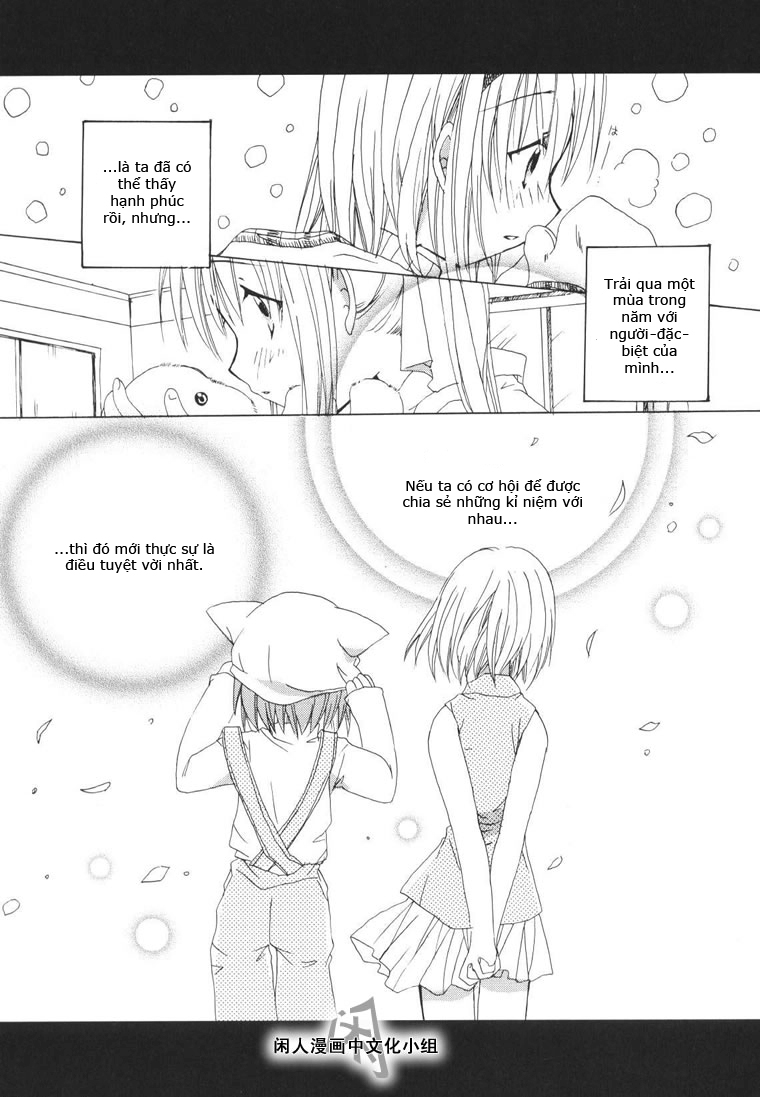 Trải qua một
mùa trong
năm với
người-đặc-
biệt của
mình...
...là ta đã có
thể thấy
hạnh phúc
rồi, nhưng...
は
Nếu ta có cơ hội để được
chia sẻ những kỉ niệm với
nhau...
...thì đó mới thực sự là
điều tuyệt vời nhất.
闲人漫画中文化小组
闲